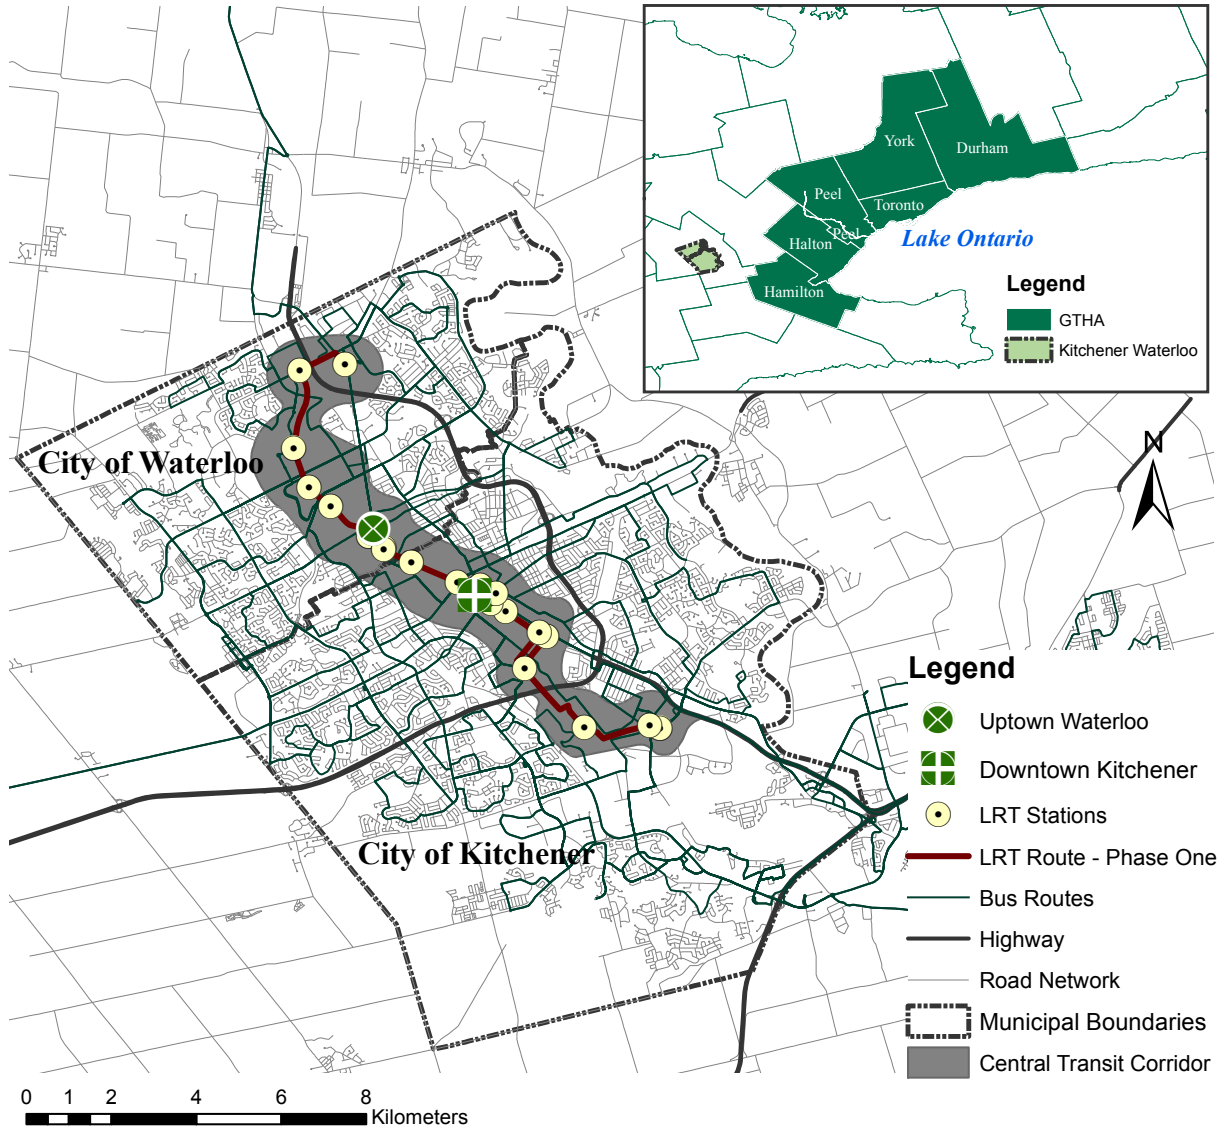 York
Durham
Peel
Toronto
Peel
Halton
Lake Ontario
Hamilton
Legend
GTHA
Kitchener Waterloo
N
City of Waterloo
City of Kitchener
Legend
Uptown Waterloo
Downtown Kitchener
LRT Stations
LRT Route - Phase One
Bus Routes
Highway
Road Network
Municipal Boundaries
Central Transit Corridor
0 1 2 4 6 8
Kilometers